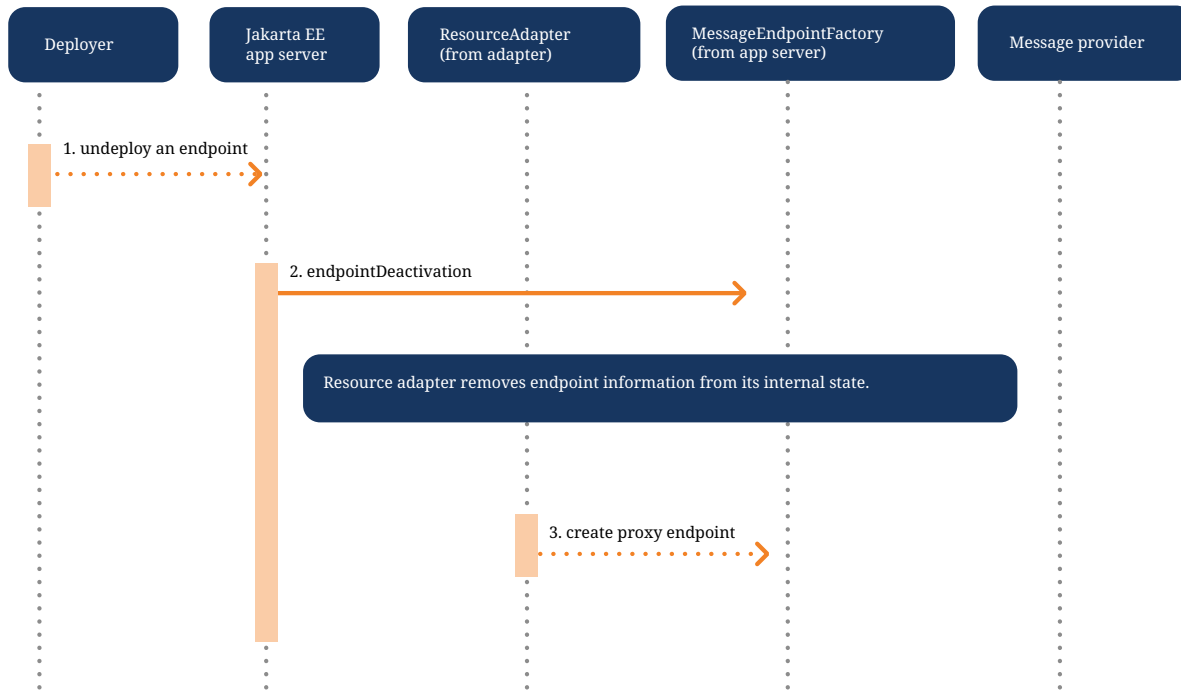 Deployer
Jakarta EE
app server
ResourceAdapter
(from adapter)
MessageEndpointFactory
(from app server)
Message provider
1. undeploy an endpoint
2. endpointDeactivation
Resource adapter removes endpoint information from its internal state.
3. create proxy endpoint